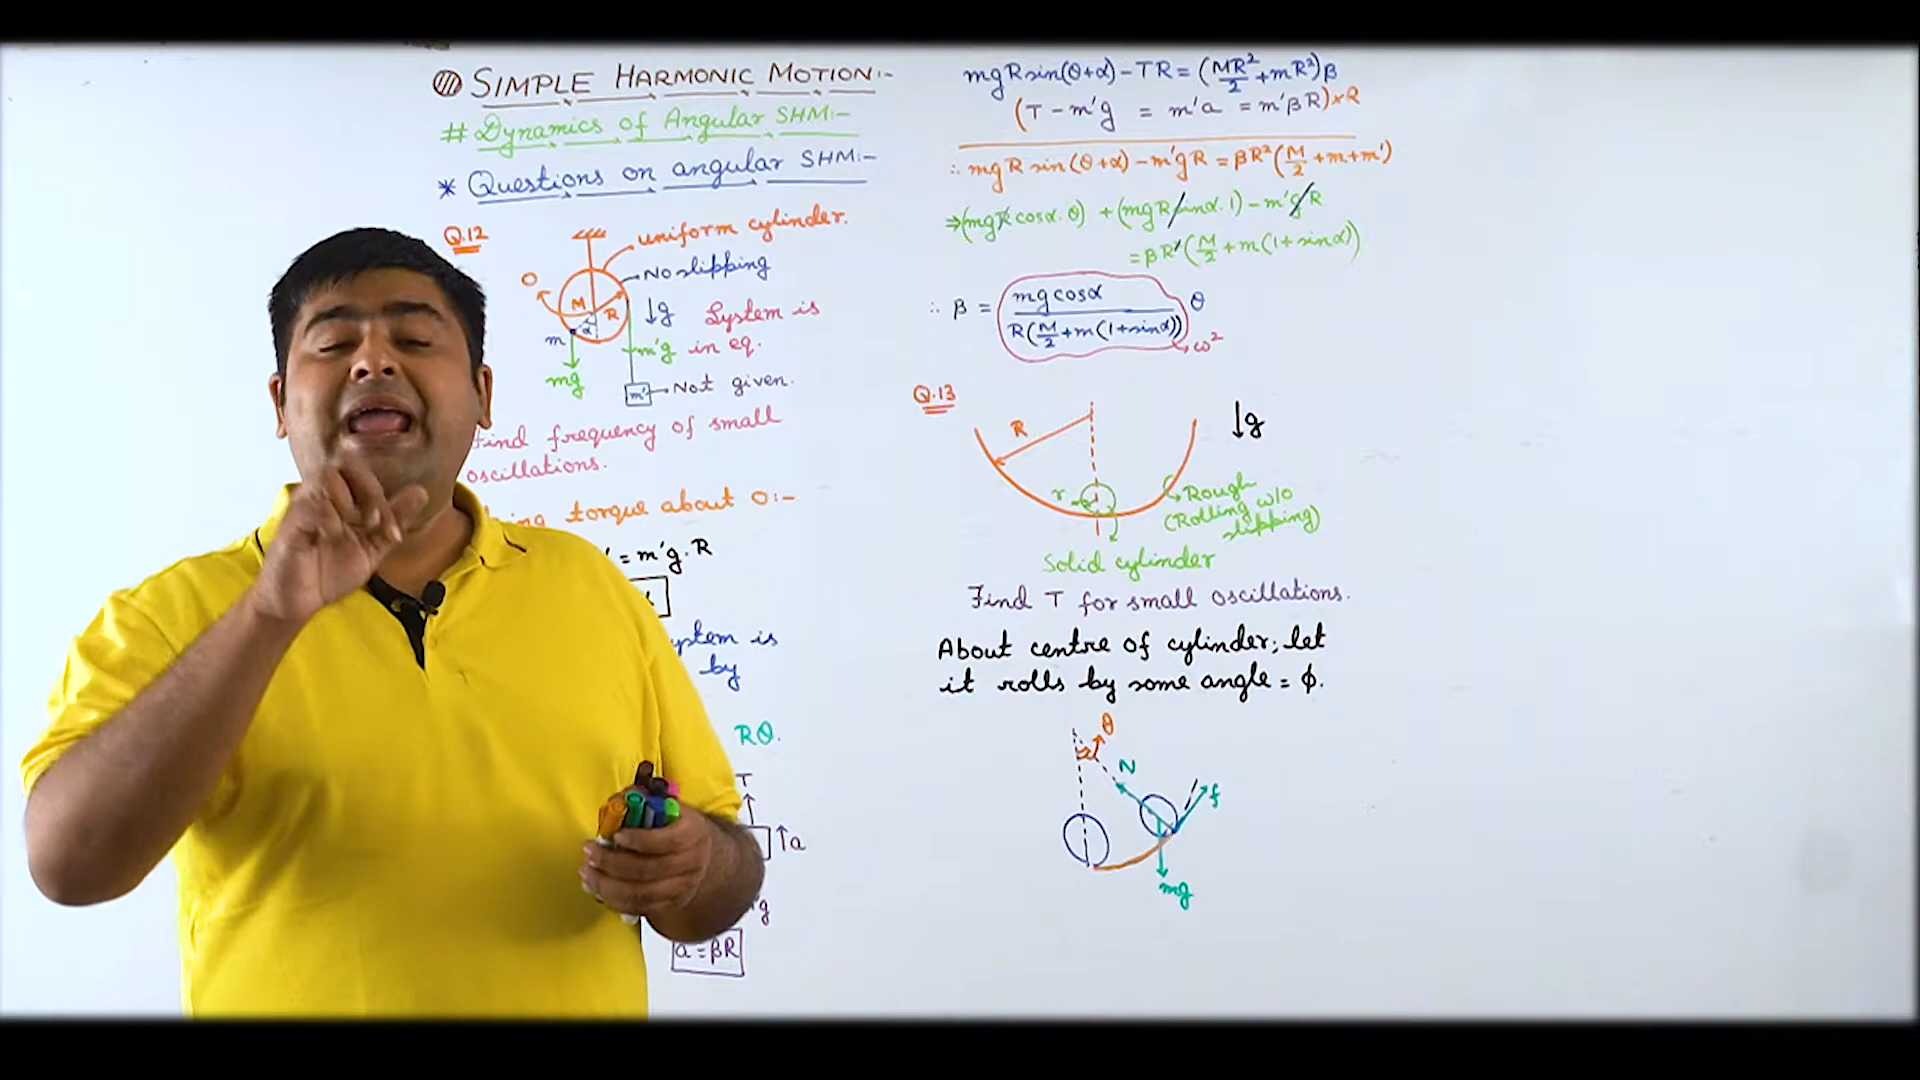 SIMPLE HARMONIC MOTION:-
# Dynamics of Angular SHM:-
* Questions on angular SHM:-
Q.12
uniform cylinder.
No slipping
O
M
R
α
↓g
System is
in eq.
m
m'g
mg
m'
Not given.
Find frequency of small
oscillations.
torque about O:-
= m'g.R
system is
by
Rθ.
T
↑a
a = βR
mgR sin(θ+α) - TR = (MR²/2 + mR²)β
(T - m'g = m'a = m'βR)×R
∴ mgR sin(θ+α) - m'gR = βR²(M/2 + m + m')
⇒ (mgR cosα.θ) + (mgR sinα.1) - m'gR
= βR²(M/2 + m(1+sinα))
∴ β = mg cosα / R(M/2 + m(1+sinα)) θ
ω²
Q.13
R
↓g
r
Rough
(Rolling w/o
slipping)
Solid cylinder
Find T for small oscillations.
About centre of cylinder; let
it rolls by some angle = ϕ.
θ
N
f
mg